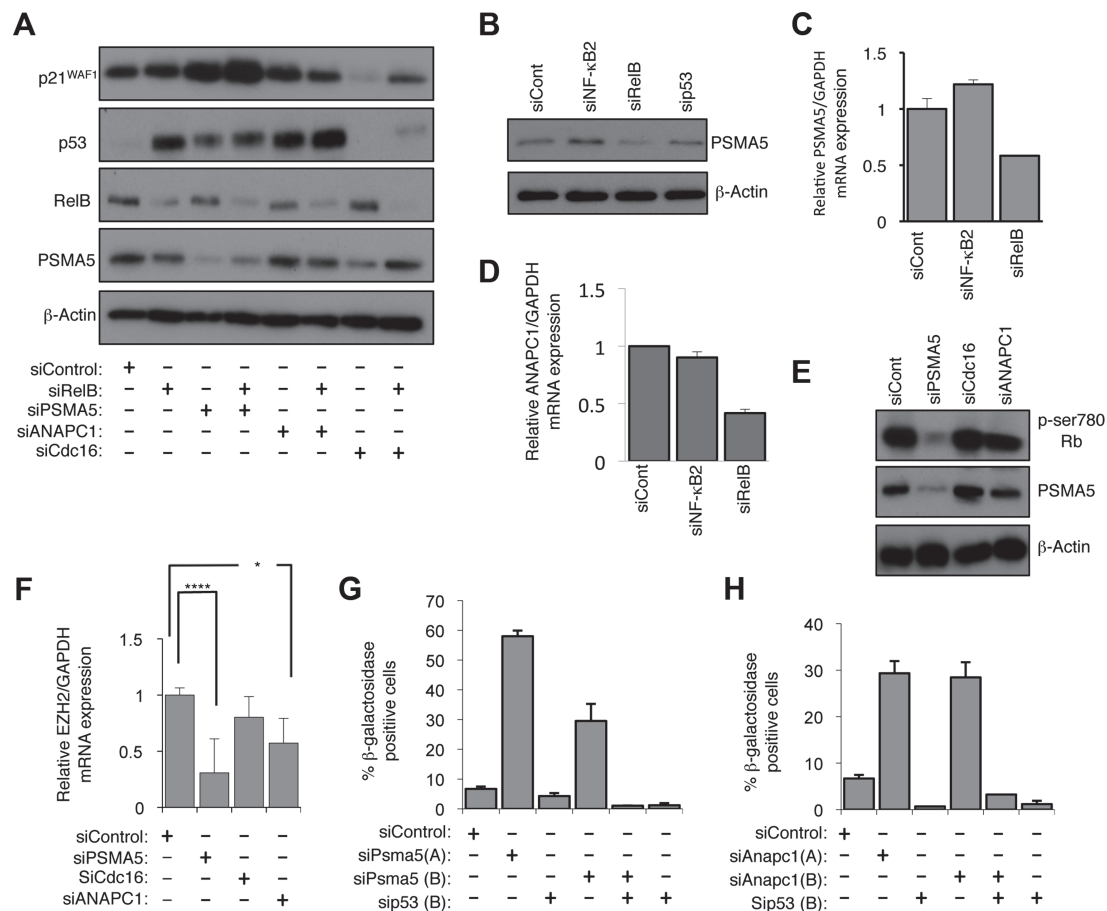 A
p21WAF1
p53
RelB
PSMA5
β-Actin
siControl: + – – – – – – –
siRelB: – + – + – + – +
siPSMA5: – – + + – – – –
siANAPC1: – – – – + + – –
siCdc16: – – – – – – + +
B
siCont siNF-κB2 siRelB sip53
PSMA5
β-Actin
C
Relative PSMA5/GAPDH
mRNA expression
1.5
1
0.5
0
siCont siNF-κB2 siRelB
D
Relative ANAPC1/GAPDH
mRNA expression
1.5
1
0.5
0
siCont siNF-κB2 siRelB
E
siCont siPSMA5 siCdc16 siANAPC1
p-ser780
Rb
PSMA5
β-Actin
F
*
****
Relative EZH2/GAPDH
mRNA expression
1.5
1
0.5
0
siControl: + – – –
siPSMA5: – + – –
SiCdc16: – – + –
siANAPC1: – – – +
G
% β-galactosidase
positive cells
70
60
50
40
30
20
10
0
siControl: + – – – – –
siPsma5(A): – + – – – –
siPsma5 (B): – – – + + –
sip53 (B): – – + – + +
H
% β-galactosidase
positiive cells
40
30
20
10
0
siControl: + – – – – –
siAnapc1(A): – + – – – –
siAnapc1(B): – – – + + –
Sip53 (B): – – + – + +